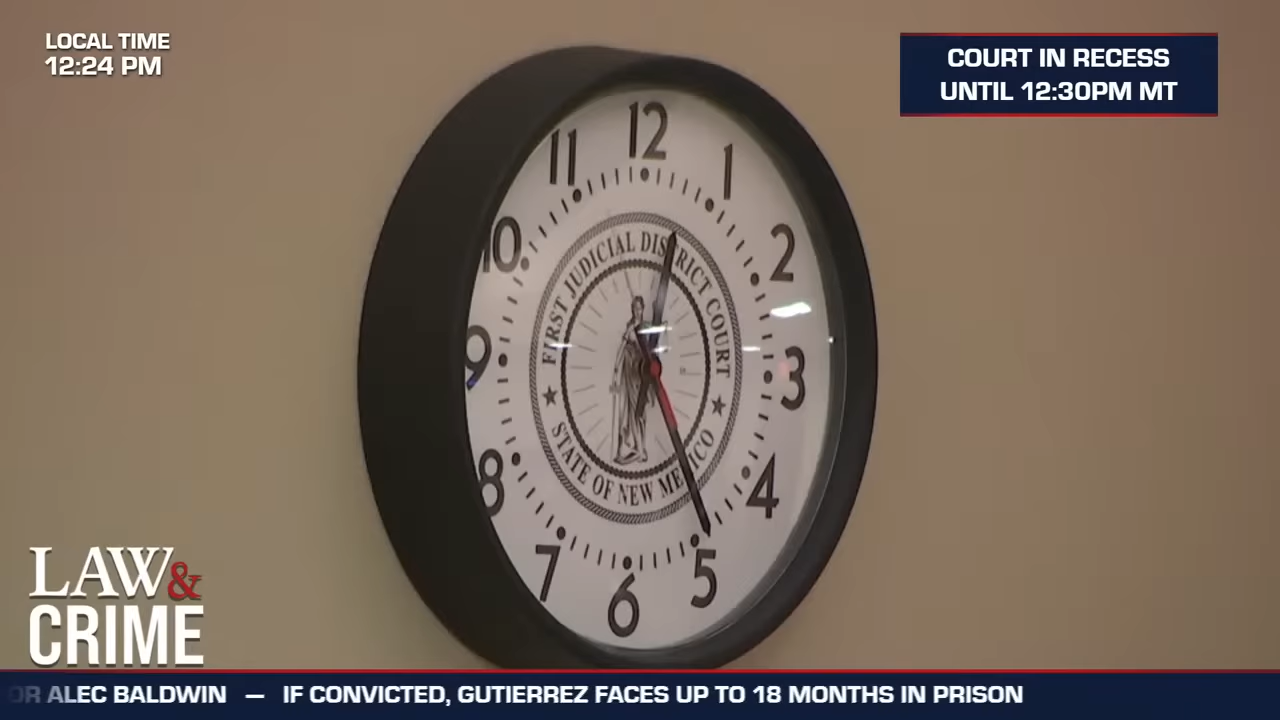 LOCAL TIME
12:24 PM
COURT IN RECESS
UNTIL 12:30PM MT
12
1
2
3
4
5
6
7
8
9
10
11
FIRST JUDICIAL DISTRICT COURT
STATE OF NEW MEXICO
LAW&
CRIME
OR ALEC BALDWIN — IF CONVICTED, GUTIERREZ FACES UP TO 18 MONTHS IN PRISON